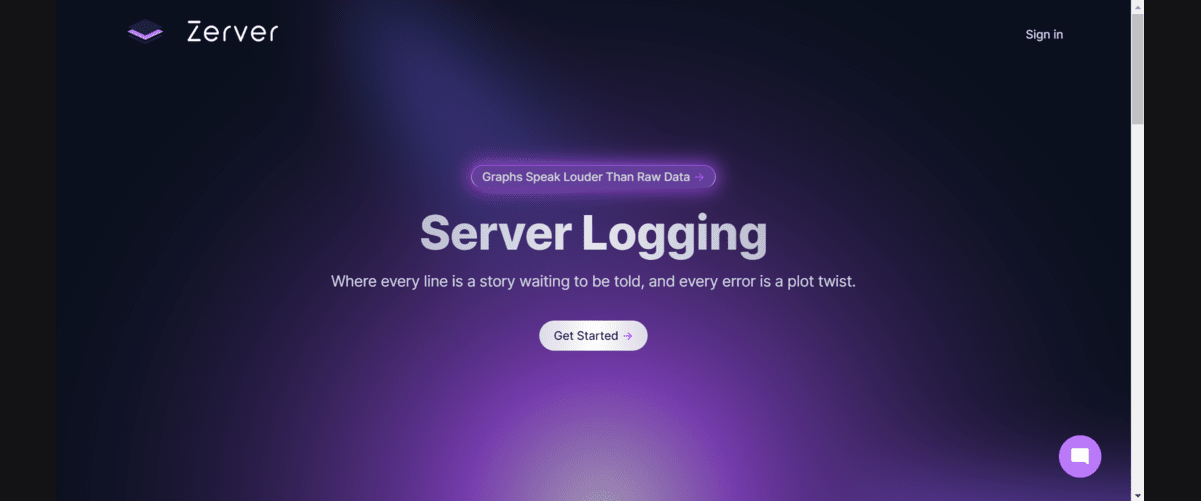 Zerver
Sign in
Graphs Speak Louder Than Raw Data →
Server Logging
Where every line is a story waiting to be told, and every error is a plot twist.
Get Started →